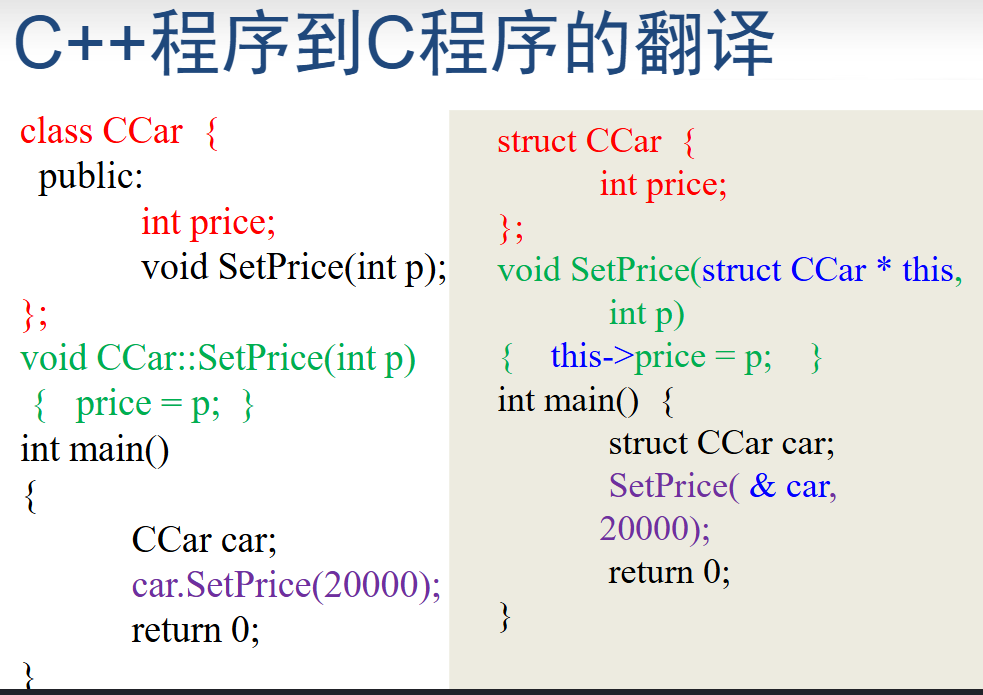 C++程序到C程序的翻译
class CCar {
public:
int price;
void SetPrice(int p);
};
void CCar::SetPrice(int p)
{ price = p; }
int main()
{
CCar car;
car.SetPrice(20000);
return 0;
}
struct CCar {
int price;
};
void SetPrice(struct CCar * this,
int p)
{ this->price = p; }
int main() {
struct CCar car;
SetPrice( & car,
20000);
return 0;
}